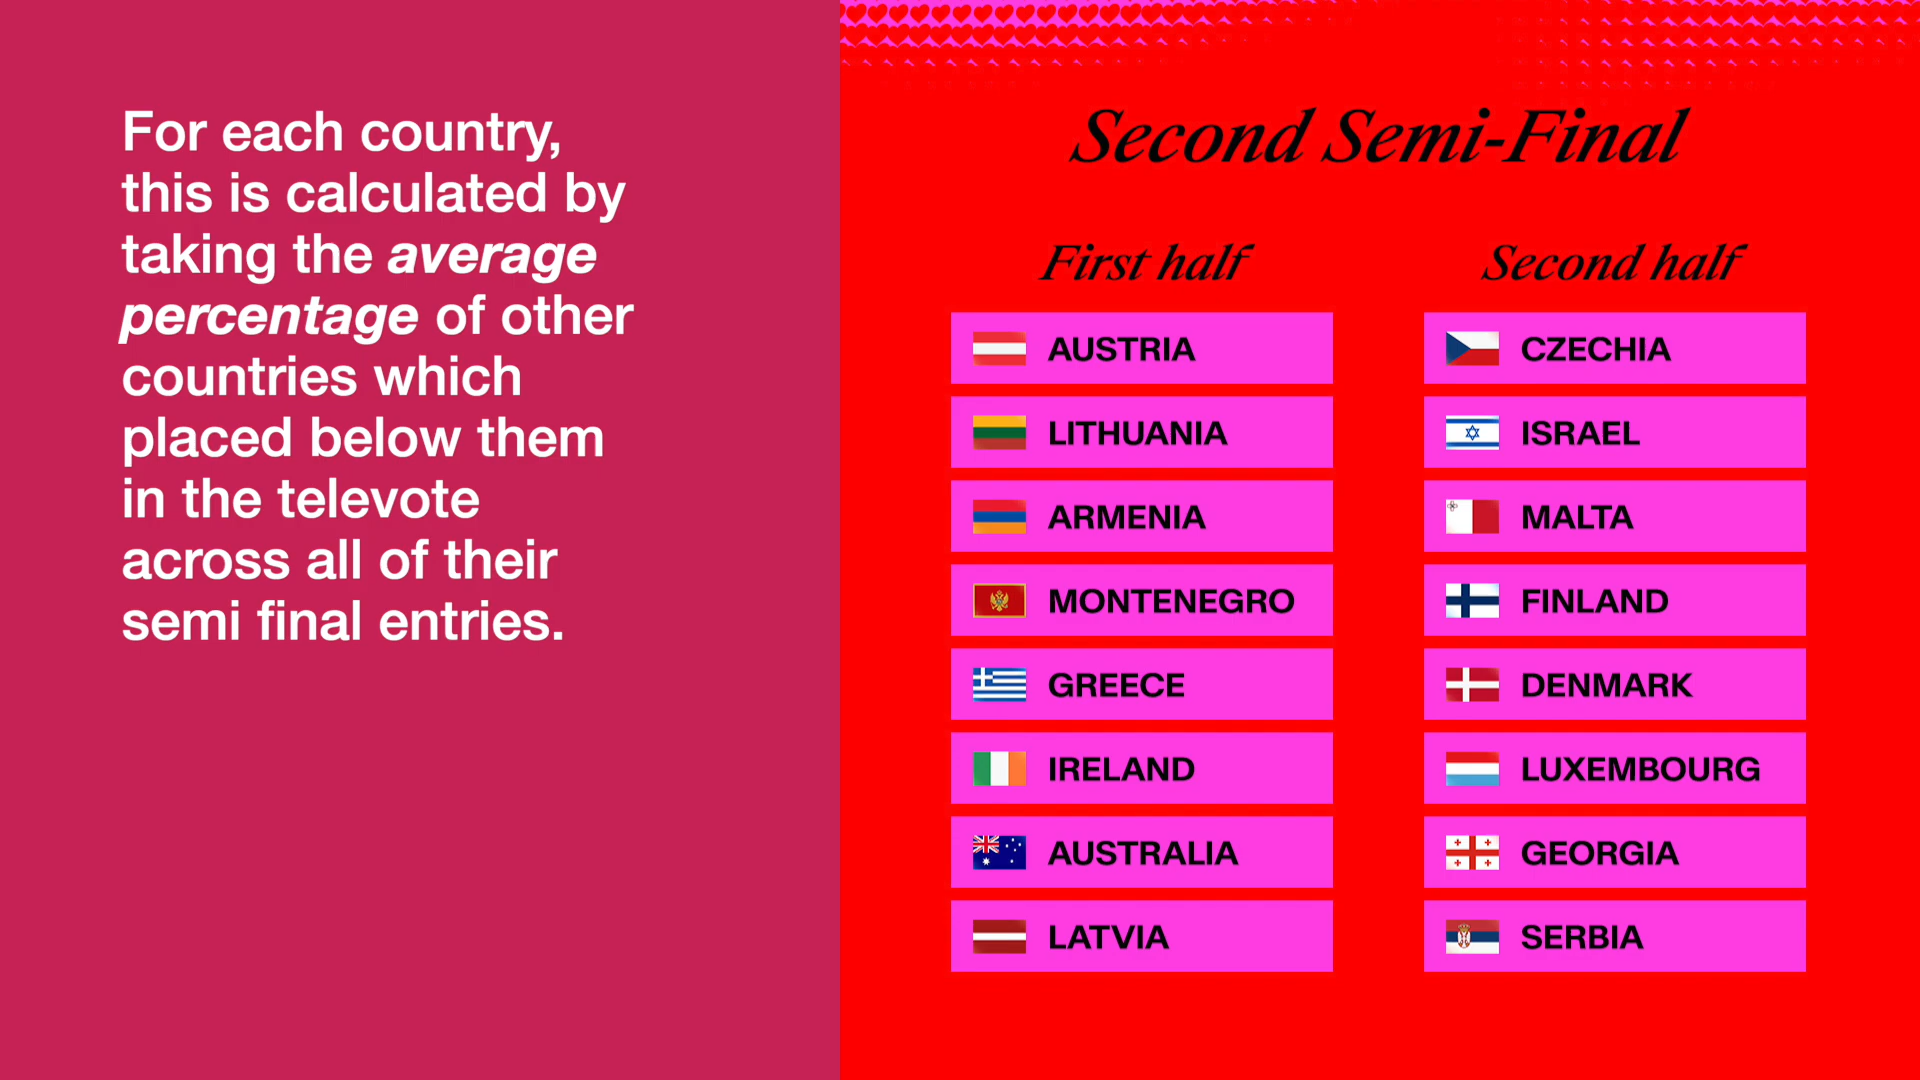 For each country,
this is calculated by
taking the average
percentage of other
countries which
placed below them
in the televote
across all of their
semi final entries.
Second Semi-Final
First half
AUSTRIA
LITHUANIA
ARMENIA
MONTENEGRO
GREECE
IRELAND
AUSTRALIA
LATVIA
Second half
CZECHIA
ISRAEL
MALTA
FINLAND
DENMARK
LUXEMBOURG
GEORGIA
SERBIA